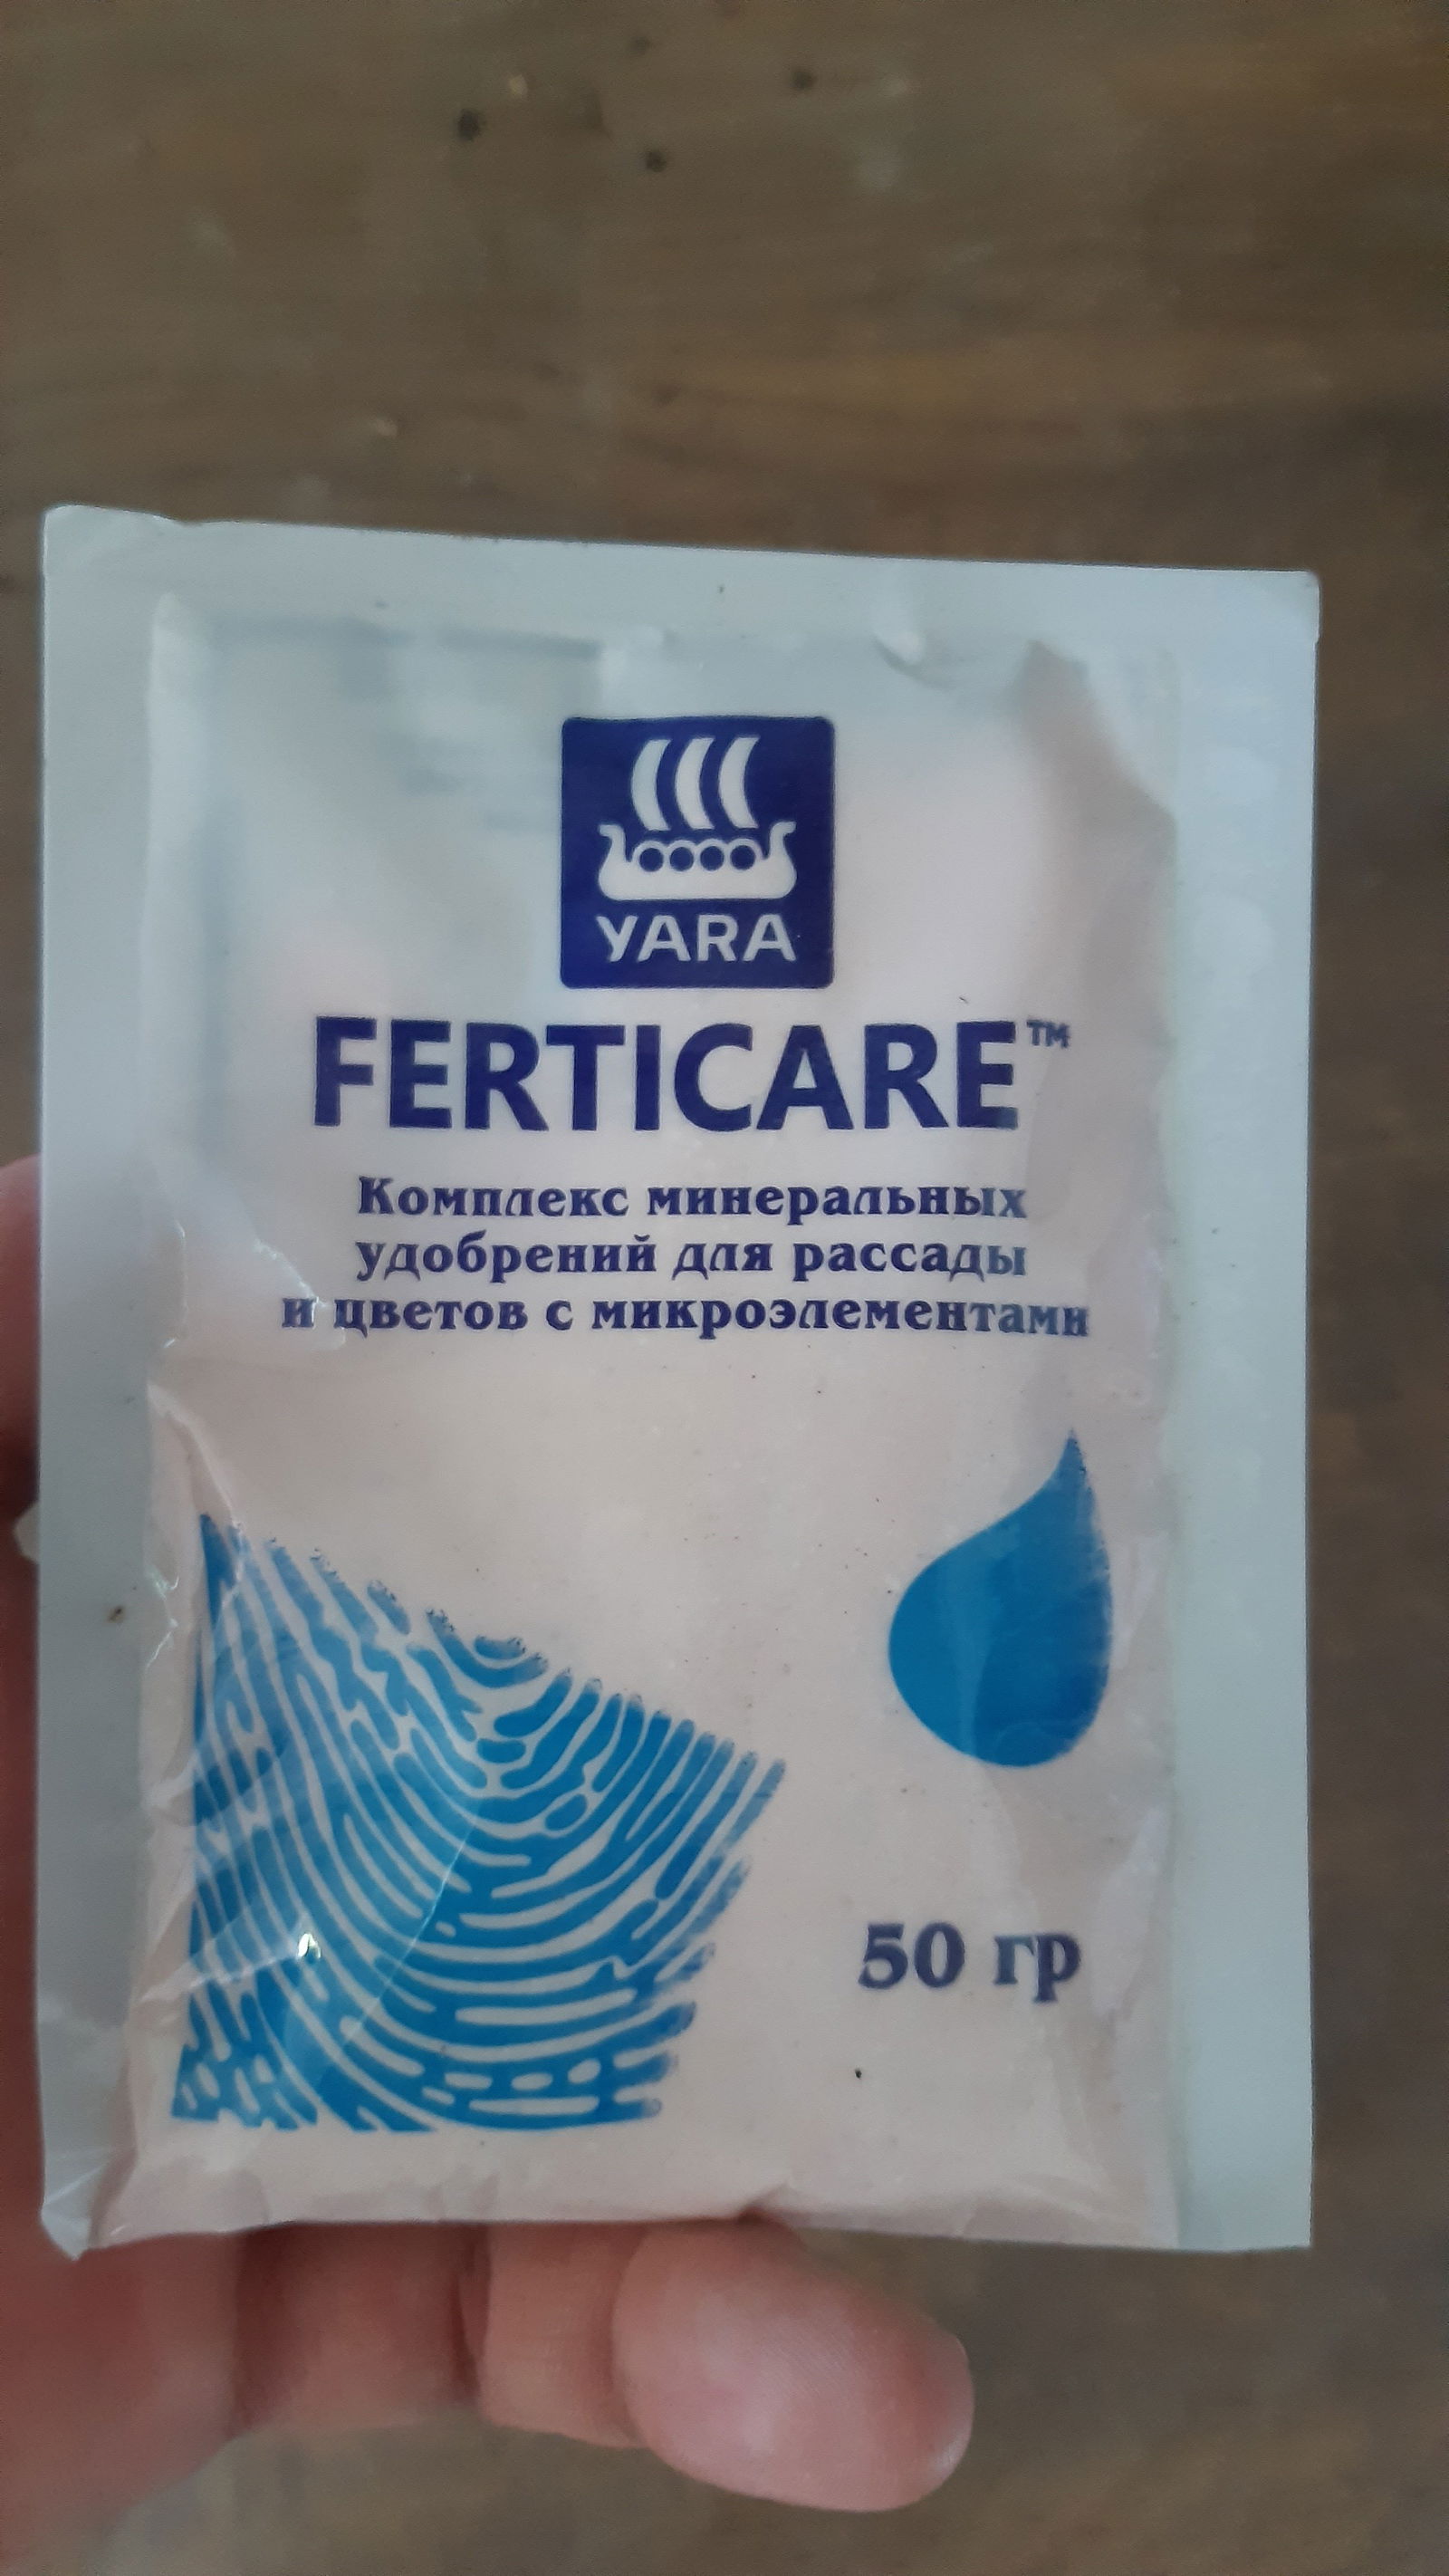 YARA
FERTICARE™
Комплекс минеральных
удобрений для рассады
и цветов с микроэлементами
50 гр